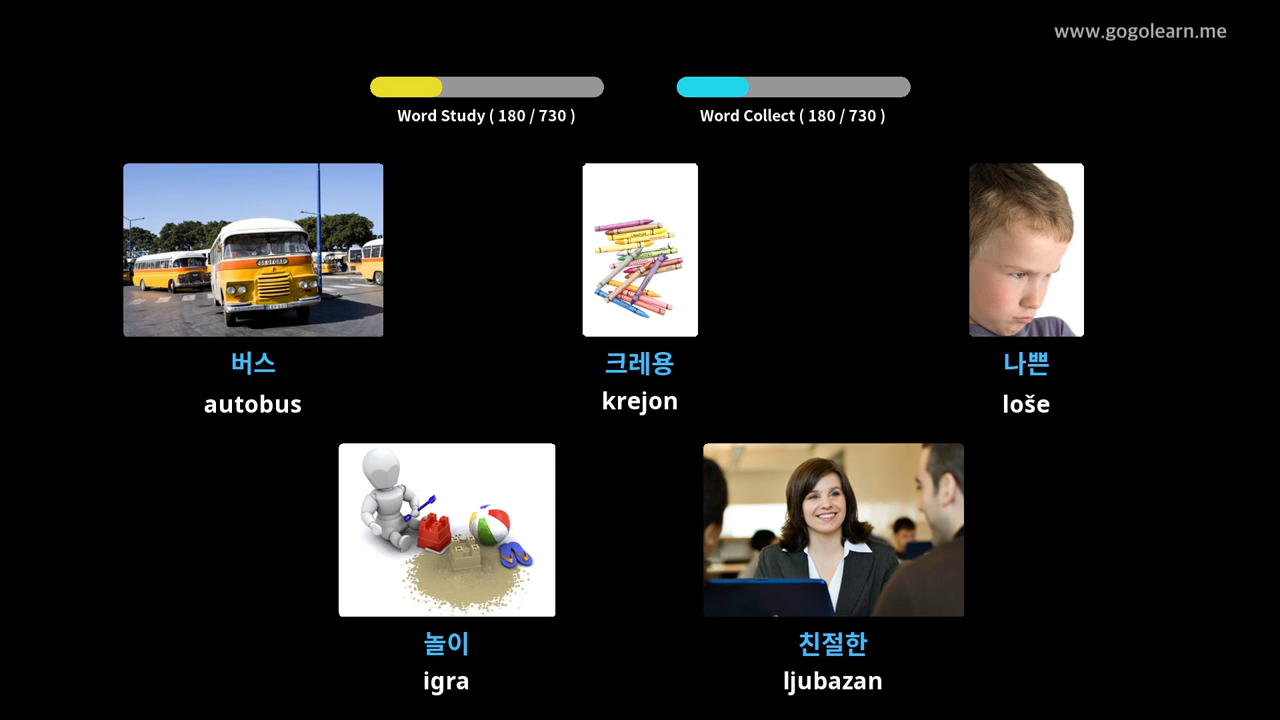 www.gogolearn.me
Word Study ( 180 / 730 )
Word Collect ( 180 / 730 )
버스
크레용
나쁜
autobus
krejon
loše
놀이
친절한
igra
ljubazan